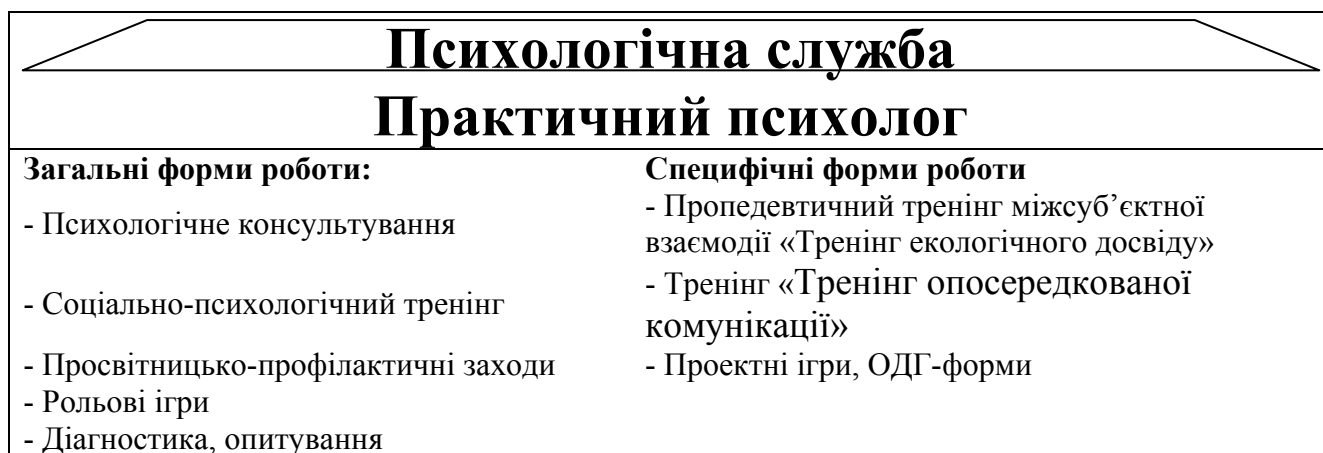 Психологічна служба
Практичний психолог
Загальні форми роботи:
- Психологічне консультування
- Соціально-психологічний тренінг
- Просвітницько-профілактичні заходи
- Рольові ігри
- Діагностика, опитування
Специфічні форми роботи
- Пропедевтичний тренінг міжсуб’єктної
взаємодії «Тренінг екологічного досвіду»
- Тренінг «Тренінг опосередкованої
комунікації»
- Проектні ігри, ОДГ-форми